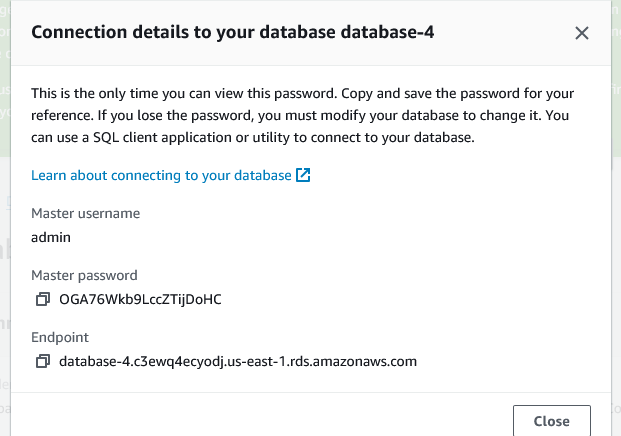 Connection details to your database database-4
This is the only time you can view this password. Copy and save the password for your
reference. If you lose the password, you must modify your database to change it. You
can use a SQL client application or utility to connect to your database.
Learn about connecting to your database
Master username
admin
Master password
OGA76Wkb9LccZTijDoHC
Endpoint
database-4.c3ewq4ecyodj.us-east-1.rds.amazonaws.com
Close